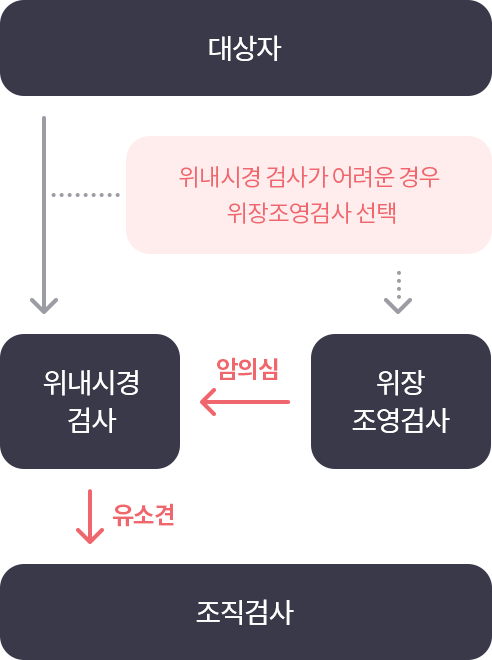 대상자
위내시경 검사가 어려운 경우
위장조영검사 선택
위내시경
검사
암의심
위장
조영검사
유소견
조직검사